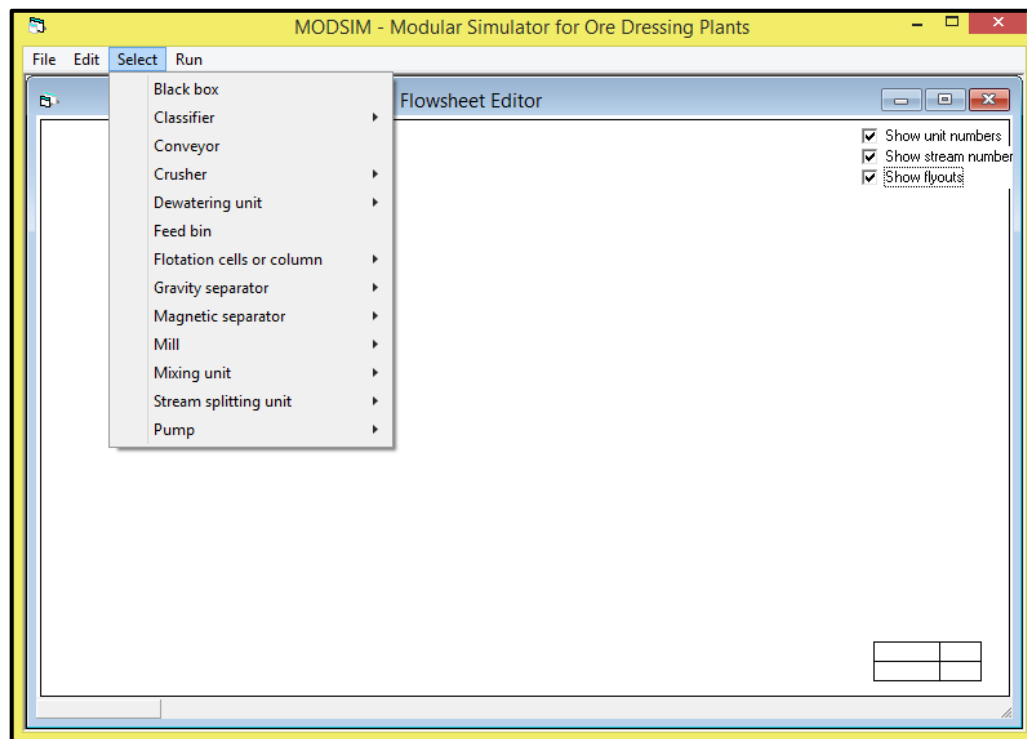 MODSIM - Modular Simulator for Ore Dressing Plants
File Edit Select Run
Flowsheet Editor
Black box
Classifier
Conveyor
Crusher
Dewatering unit
Feed bin
Flotation cells or column
Gravity separator
Magnetic separator
Mill
Mixing unit
Stream splitting unit
Pump
Show unit numbers
Show stream number
Show flyouts